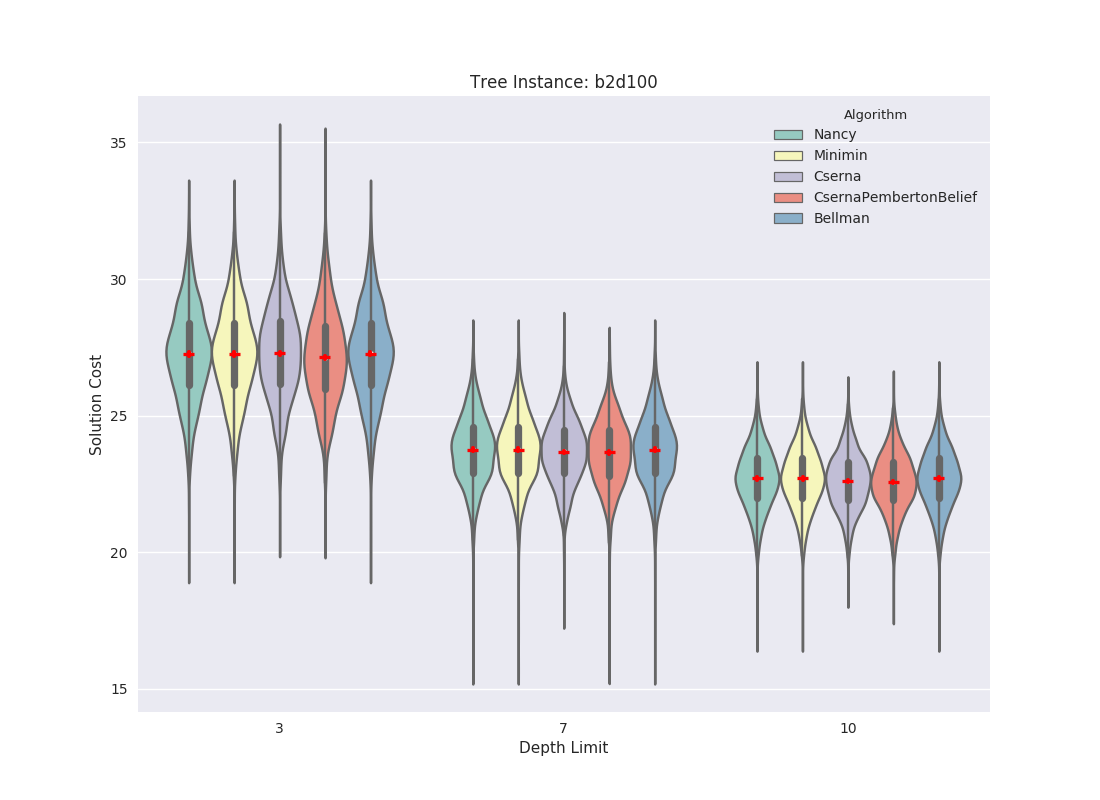 Tree Instance: b2d100
Algorithm
Nancy
Minimin
Cserna
CsernaPembertonBelief
Bellman
Solution Cost
35
30
25
20
15
3
7
10
Depth Limit